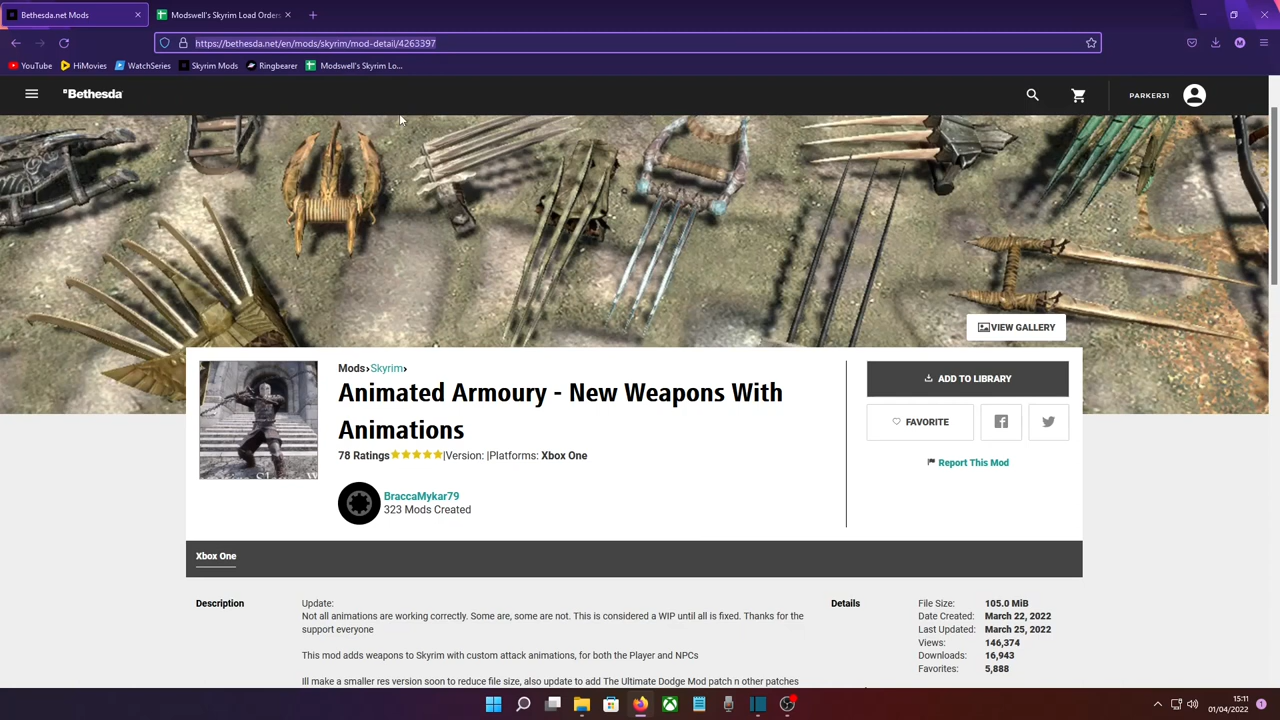 Bethesda.net Mods
Modswell's Skyrim Load Orders
https://bethesda.net/en/mods/skyrim/mod-detail/4263397
YouTube
HiMovies
WatchSeries
Skyrim Mods
Ringbearer
Modswell's Skyrim Lo...
Bethesda
PARKER31
VIEW GALLERY
Mods›Skyrim›
Animated Armoury - New Weapons With
Animations
78 Ratings |Version: |Platforms: Xbox One
BraccaMykar79
323 Mods Created
ADD TO LIBRARY
FAVORITE
Report This Mod
Xbox One
Description
Update:
Not all animations are working correctly. Some are, some are not. This is considered a WIP until all is fixed. Thanks for the
support everyone
This mod adds weapons to Skyrim with custom attack animations, for both the Player and NPCs
Ill make a smaller res version soon to reduce file size, also update to add The Ultimate Dodge Mod patch n other patches
Details
File Size: 105.0 MiB
Date Created: March 22, 2022
Last Updated: March 25, 2022
Views: 146,374
Downloads: 16,943
Favorites: 5,888
15:11
01/04/2022